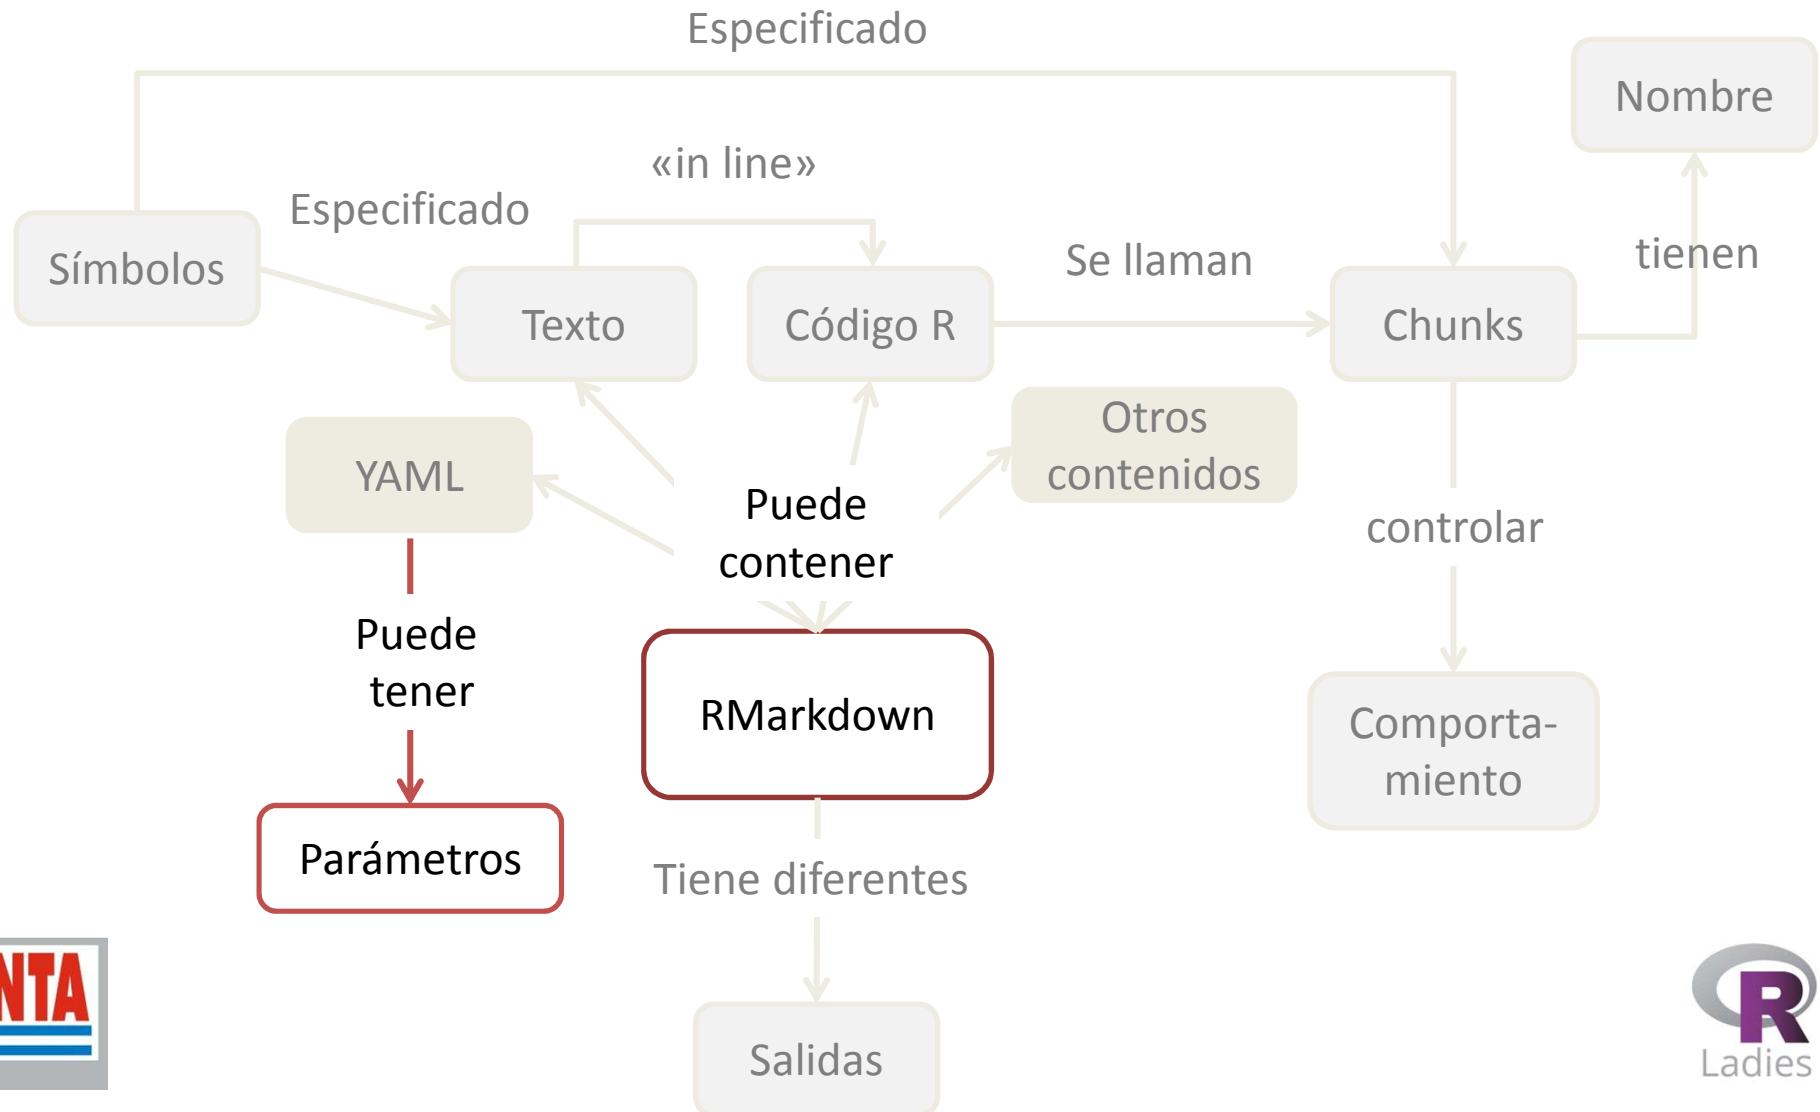 Especificado
Nombre
«in line»
Especificado
Símbolos
Se llaman
tienen
Texto
Código R
Chunks
YAML
Otros
contenidos
Puede
contener
controlar
Puede
tener
RMarkdown
Comporta-
miento
Parámetros
Tiene diferentes
Salidas
NTA
R
Ladies